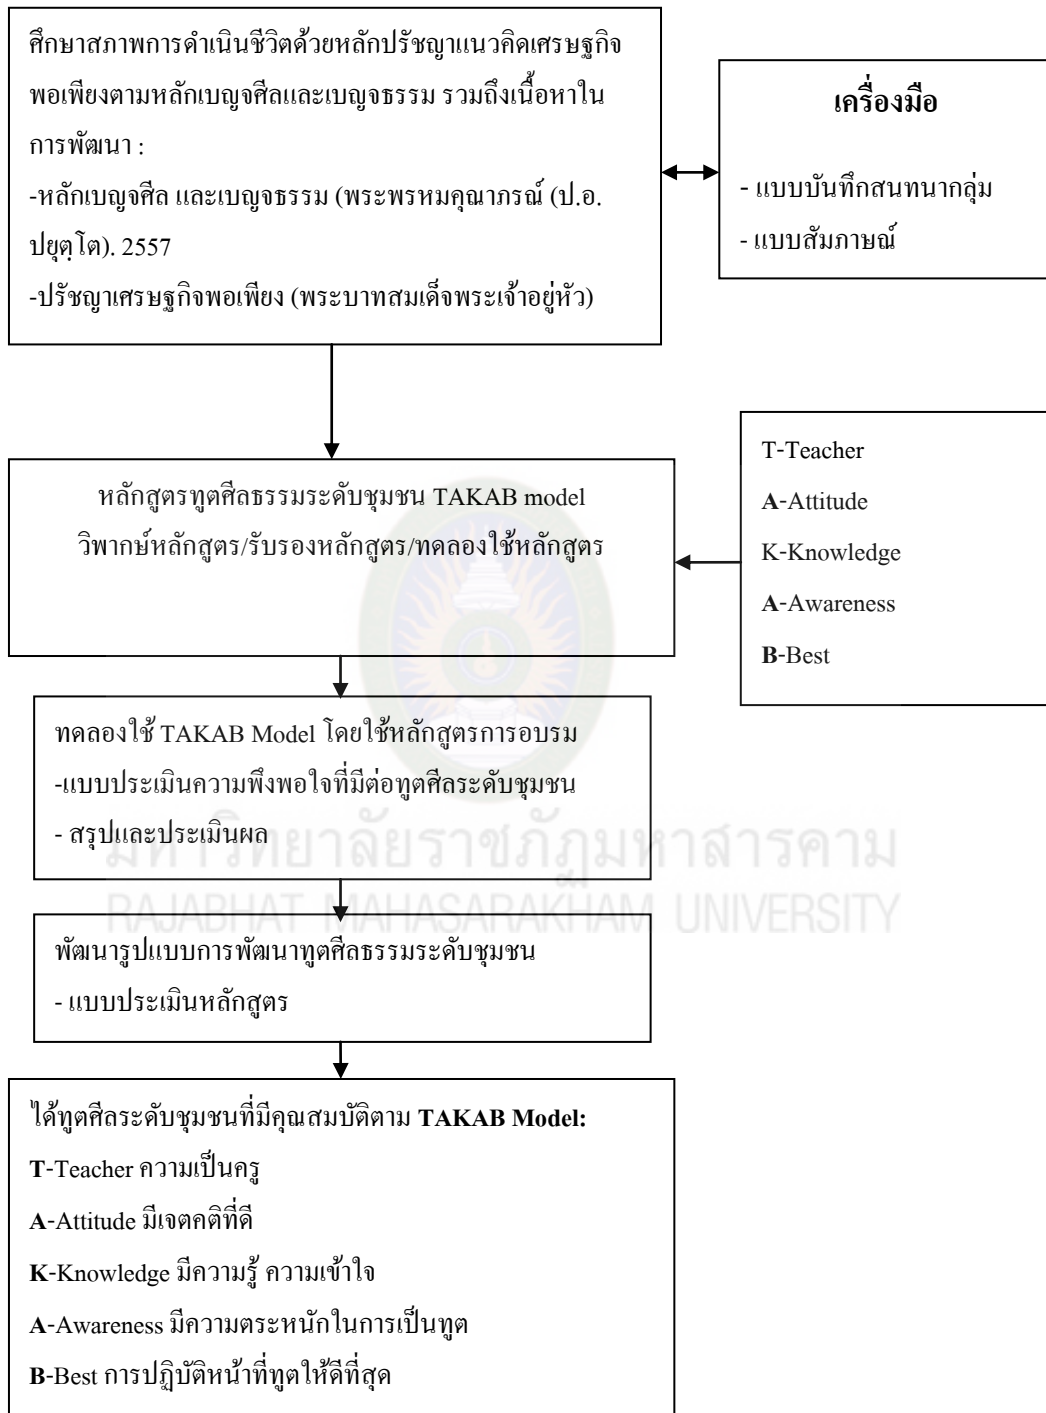 ศึกษาสภาพการดำเนินชีวิตด้วยหลักปรัชญาแนวคิดเศรษฐกิจ
พอเพียงตามหลักเบญจศีลและเบญจธรรม รวมถึงเนื้อหาใน
การพัฒนา :
-หลักเบญจศีล และเบญจธรรม (พระพรหมคุณาภรณ์ (ป.อ.
ปยุตฺโต). 2557
-ปรัชญาเศรษฐกิจพอเพียง (พระบาทสมเด็จพระเจ้าอยู่หัว)
เครื่องมือ
- แบบบันทึกสนทนากลุ่ม
- แบบสัมภาษณ์
หลักสูตรทูตศีลธรรมระดับชุมชน TAKAB model
วิพากษ์หลักสูตร/รับรองหลักสูตร/ทดลองใช้หลักสูตร
T-Teacher
A-Attitude
K-Knowledge
A-Awareness
B-Best
ทดลองใช้ TAKAB Model โดยใช้หลักสูตรการอบรม
-แบบประเมินความพึงพอใจที่มีต่อทูตศีลระดับชุมชน
- สรุปและประเมินผล
มหาวิทยาลัยราชภัฏมหาสารคาม
RAJABHAT MAHASARAKHAM UNIVERSITY
พัฒนารูปแบบการพัฒนาทูตศีลธรรมระดับชุมชน
- แบบประเมินหลักสูตร
ได้ทูตศีลระดับชุมชนที่มีคุณสมบัติตาม TAKAB Model:
T-Teacher ความเป็นครู
A-Attitude มีเจตคติที่ดี
K-Knowledge มีความรู้ ความเข้าใจ
A-Awareness มีความตระหนักในการเป็นทูต
B-Best การปฏิบัติหน้าที่ทูตให้ดีที่สุด